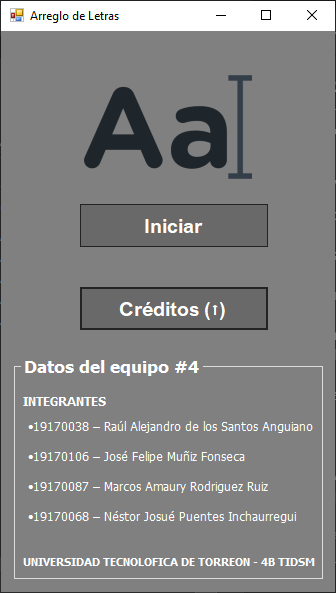 Arreglo de Letras
Aa
Iniciar
Créditos (↑)
Datos del equipo #4
INTEGRANTES
•19170038 – Raúl Alejandro de los Santos Anguiano
•19170106 – José Felipe Muñiz Fonseca
•19170087 – Marcos Amaury Rodriguez Ruiz
•19170068 – Néstor Josué Puentes Inchaurregui
UNIVERSIDAD TECNOLOFICA DE TORREON - 4B TIDSM